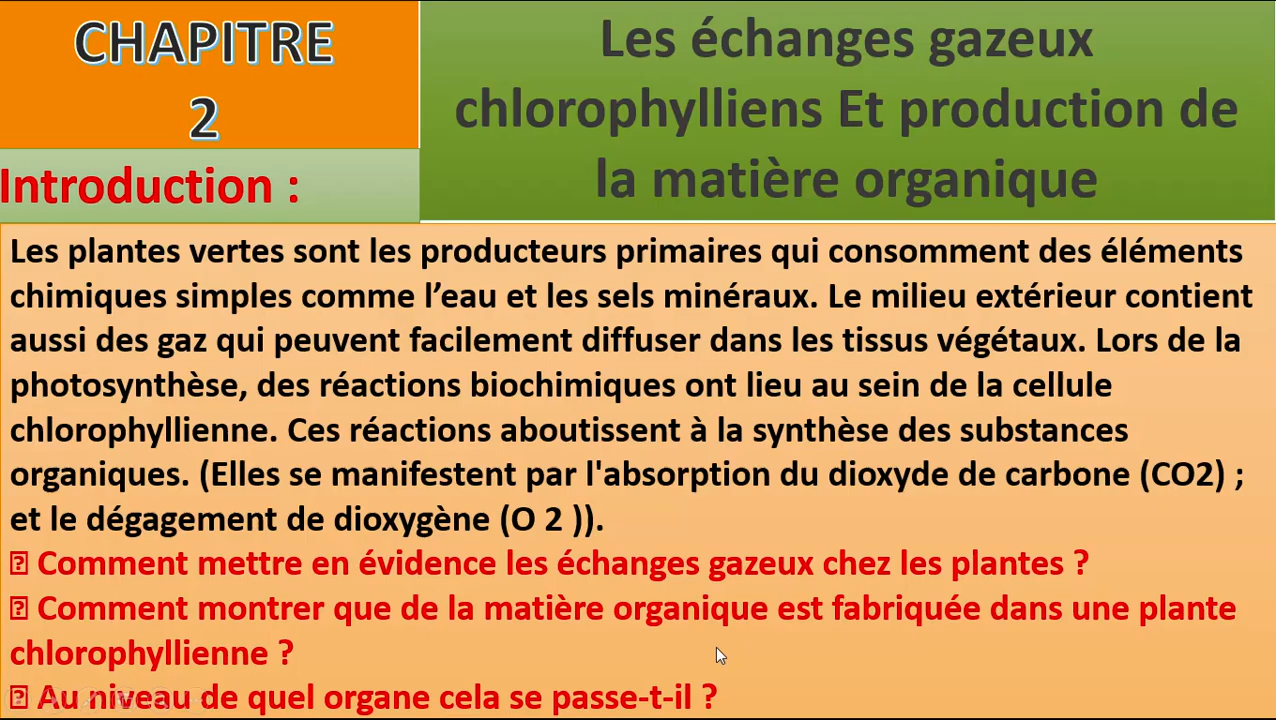 CHAPITRE
2
Les échanges gazeux
chlorophylliens Et production de
la matière organique
Introduction :
Les plantes vertes sont les producteurs primaires qui consomment des éléments
chimiques simples comme l’eau et les sels minéraux. Le milieu extérieur contient
aussi des gaz qui peuvent facilement diffuser dans les tissus végétaux. Lors de la
photosynthèse, des réactions biochimiques ont lieu au sein de la cellule
chlorophyllienne. Ces réactions aboutissent à la synthèse des substances
organiques. (Elles se manifestent par l'absorption du dioxyde de carbone (CO2) ;
et le dégagement de dioxygène (O 2 )).
⍰ Comment mettre en évidence les échanges gazeux chez les plantes ?
⍰ Comment montrer que de la matière organique est fabriquée dans une plante
chlorophyllienne ?
⍰ Au niveau de quel organe cela se passe-t-il ?